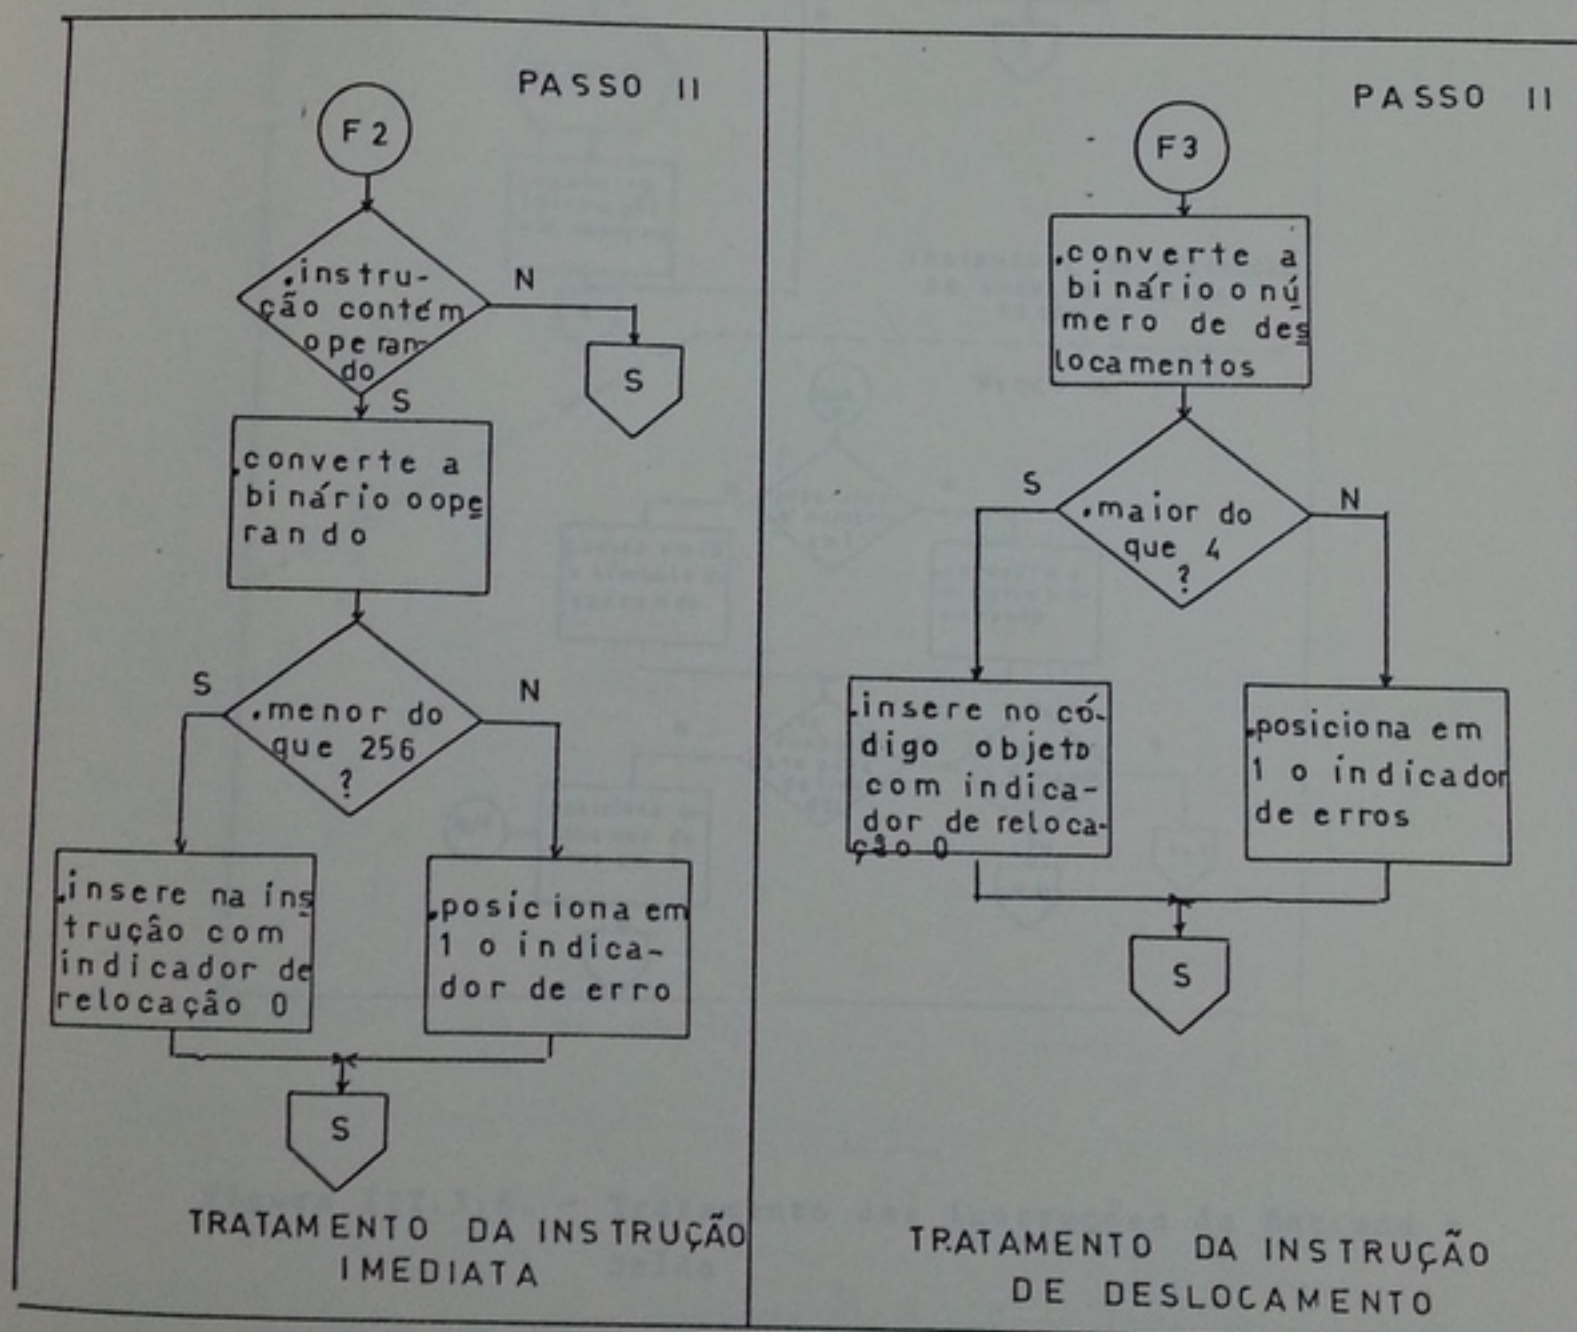 PASSO II
F2
.instru-
ção contém
operan-
do
N
S
S
.converte a
binário o ope
rando
S
N
.menor do
que 256
?
.insere na ins
trução com
indicador de
relocação 0
.posiciona em
1 o indica-
dor de erro
S
TRATAMENTO DA INSTRUÇÃO
IMEDIATA
PASSO II
F3
.converte a
binário o nú
mero de des
locamentos
S
N
.maior do
que 4
?
.insere no có-
digo objeto
com indica-
dor de reloca-
ção 0
.posiciona em
1 o indicador
de erros
S
TRATAMENTO DA INSTRUÇÃO
DE DESLOCAMENTO